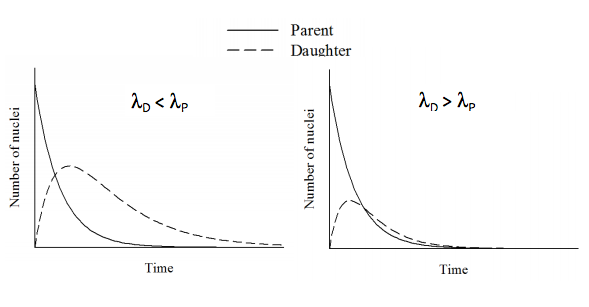 Parent
Daughter
λD < λP
Number of nuclei
Time
λD > λP
Number of nuclei
Time